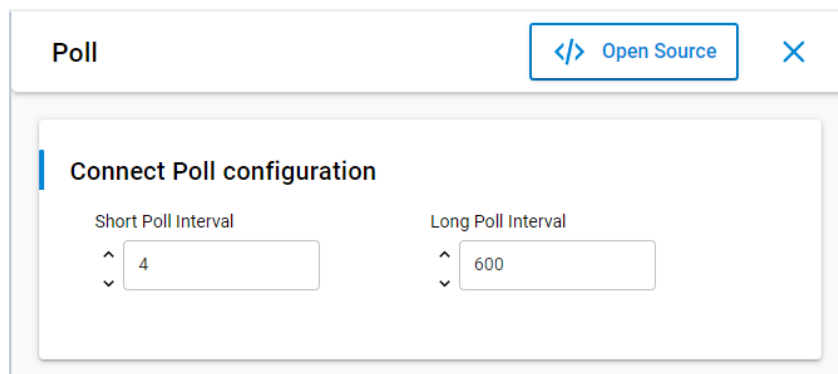 Poll
</> Open Source
Connect Poll configuration
Short Poll Interval
Long Poll Interval
4
600